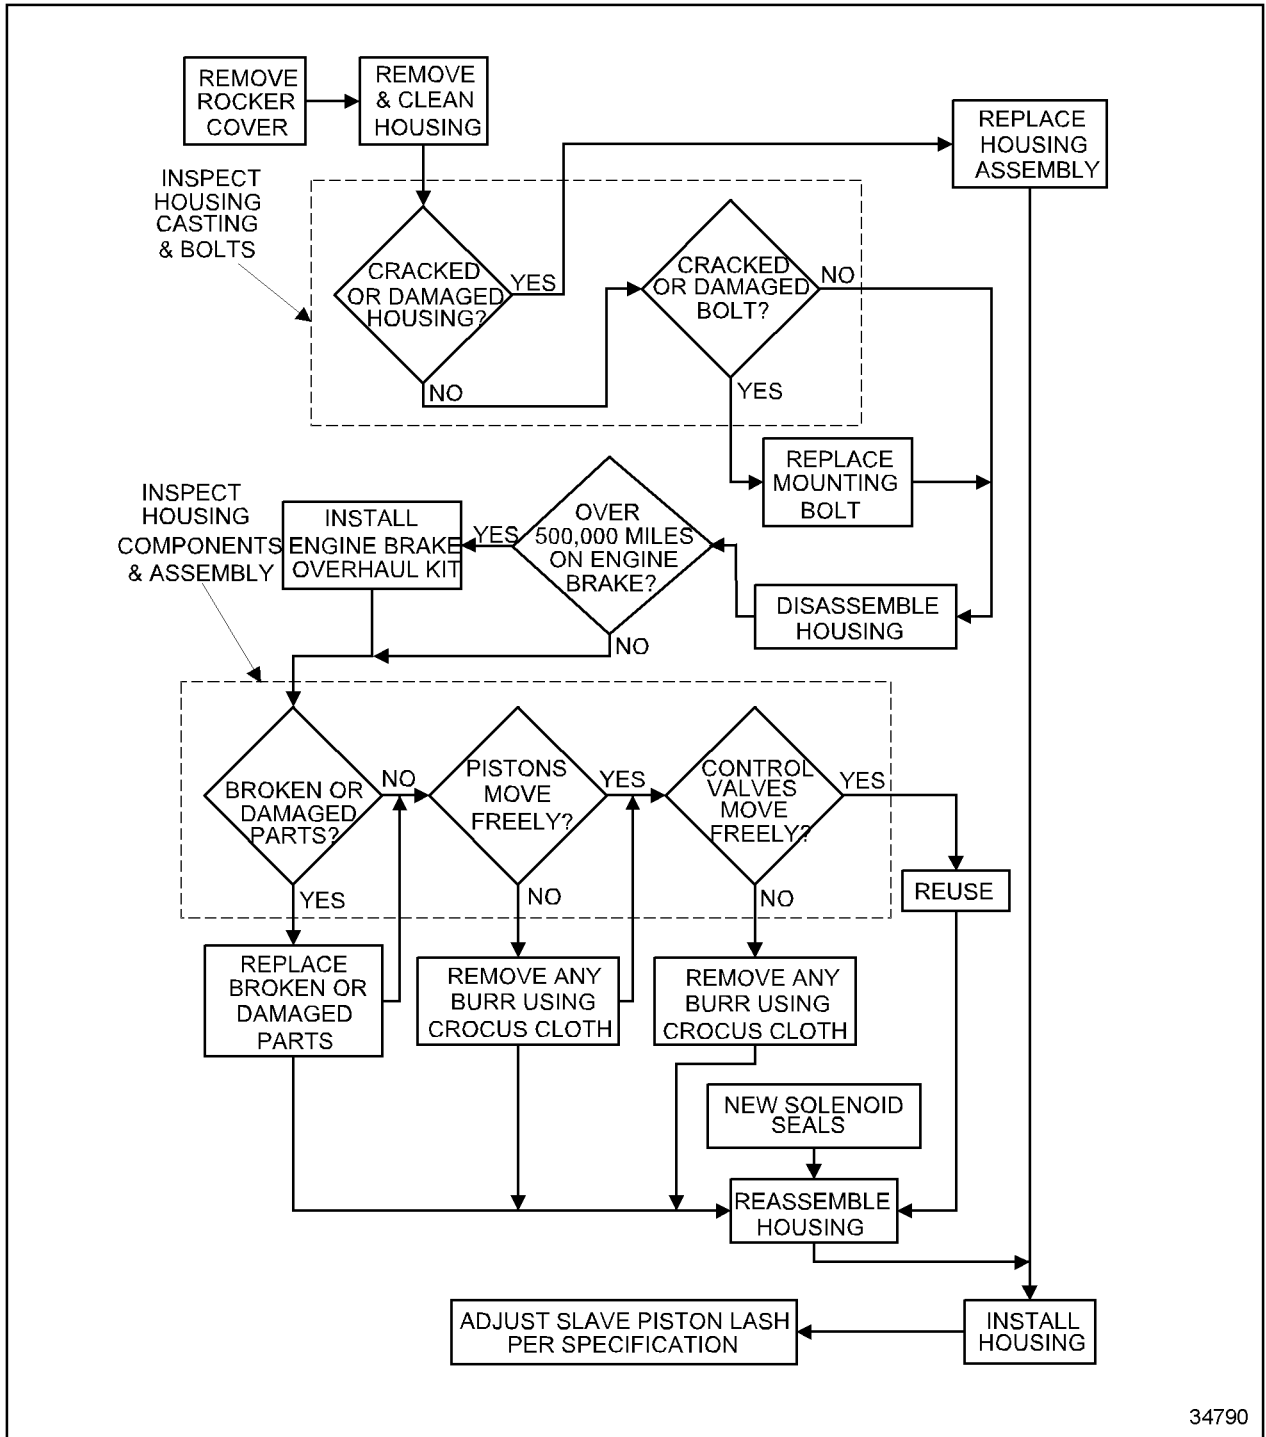 REMOVE
ROCKER
COVER
REMOVE
& CLEAN
HOUSING
REPLACE
HOUSING
ASSEMBLY
INSPECT
HOUSING
CASTING
& BOLTS
CRACKED
OR DAMAGED
HOUSING?
YES
NO
CRACKED
OR DAMAGED
BOLT?
NO
YES
REPLACE
MOUNTING
BOLT
INSPECT
HOUSING
COMPONENTS
& ASSEMBLY
INSTALL
ENGINE BRAKE
OVERHAUL KIT
YES
OVER
500,000 MILES
ON ENGINE
BRAKE?
NO
DISASSEMBLE
HOUSING
BROKEN OR
DAMAGED
PARTS?
NO
YES
PISTONS
MOVE
FREELY?
YES
NO
CONTROL
VALVES
MOVE
FREELY?
YES
NO
REUSE
REPLACE
BROKEN OR
DAMAGED
PARTS
REMOVE ANY
BURR USING
CROCUS CLOTH
REMOVE ANY
BURR USING
CROCUS CLOTH
NEW SOLENOID
SEALS
REASSEMBLE
HOUSING
ADJUST SLAVE PISTON LASH
PER SPECIFICATION
INSTALL
HOUSING
34790